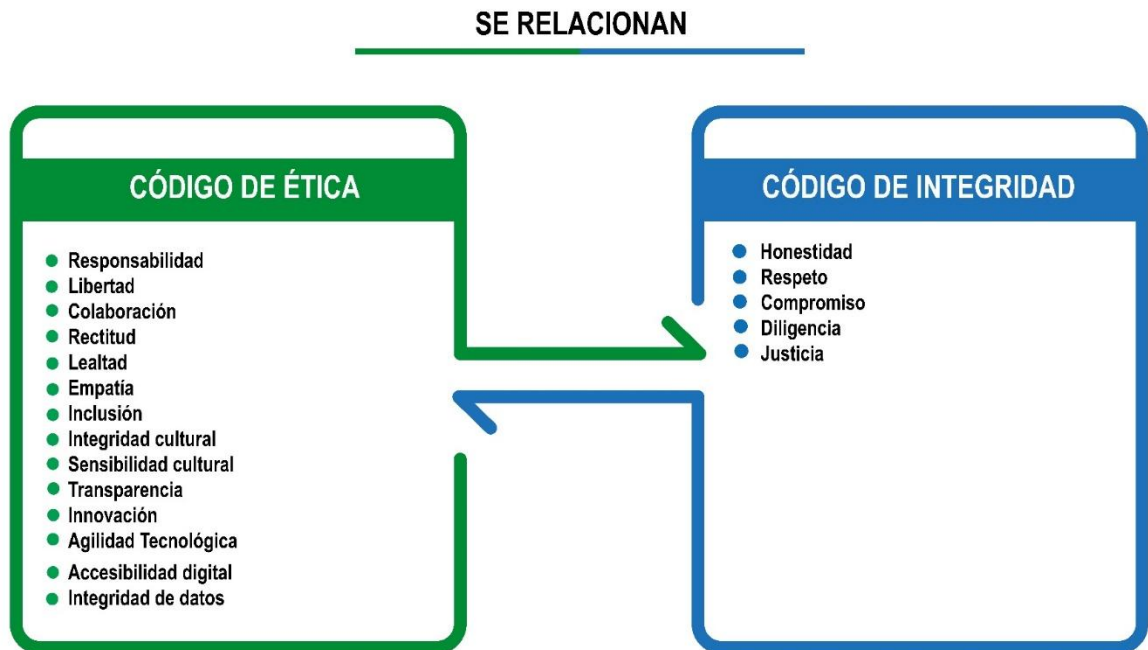 SE RELACIONAN
CÓDIGO DE ÉTICA
Responsabilidad
Libertad
Colaboración
Rectitud
Lealtad
Empatía
Inclusión
Integridad cultural
Sensibilidad cultural
Transparencia
Innovación
Agilidad Tecnológica
Accesibilidad digital
Integridad de datos
CÓDIGO DE INTEGRIDAD
Honestidad
Respeto
Compromiso
Diligencia
Justicia